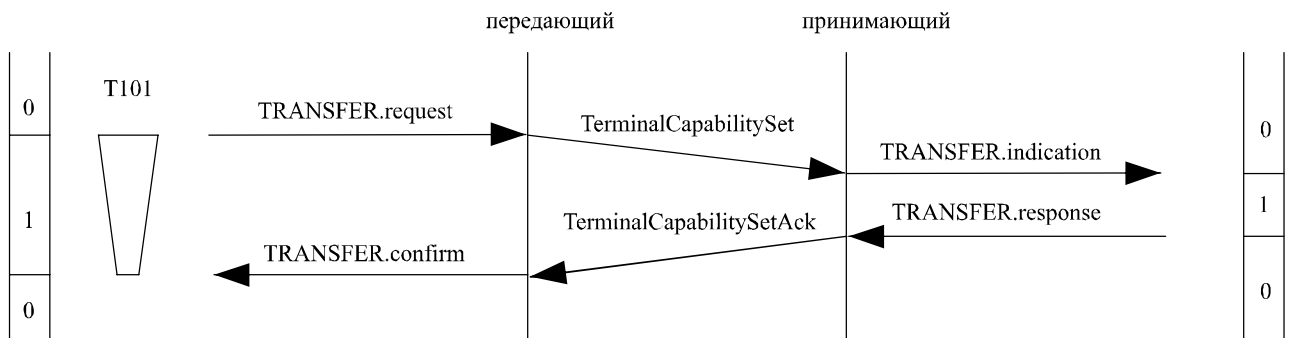 передающий
принимающий
T101
0
TRANSFER.request
TerminalCapabilitySet
0
TRANSFER.indication
1
TerminalCapabilitySetAck
TRANSFER.response
1
TRANSFER.confirm
0
0